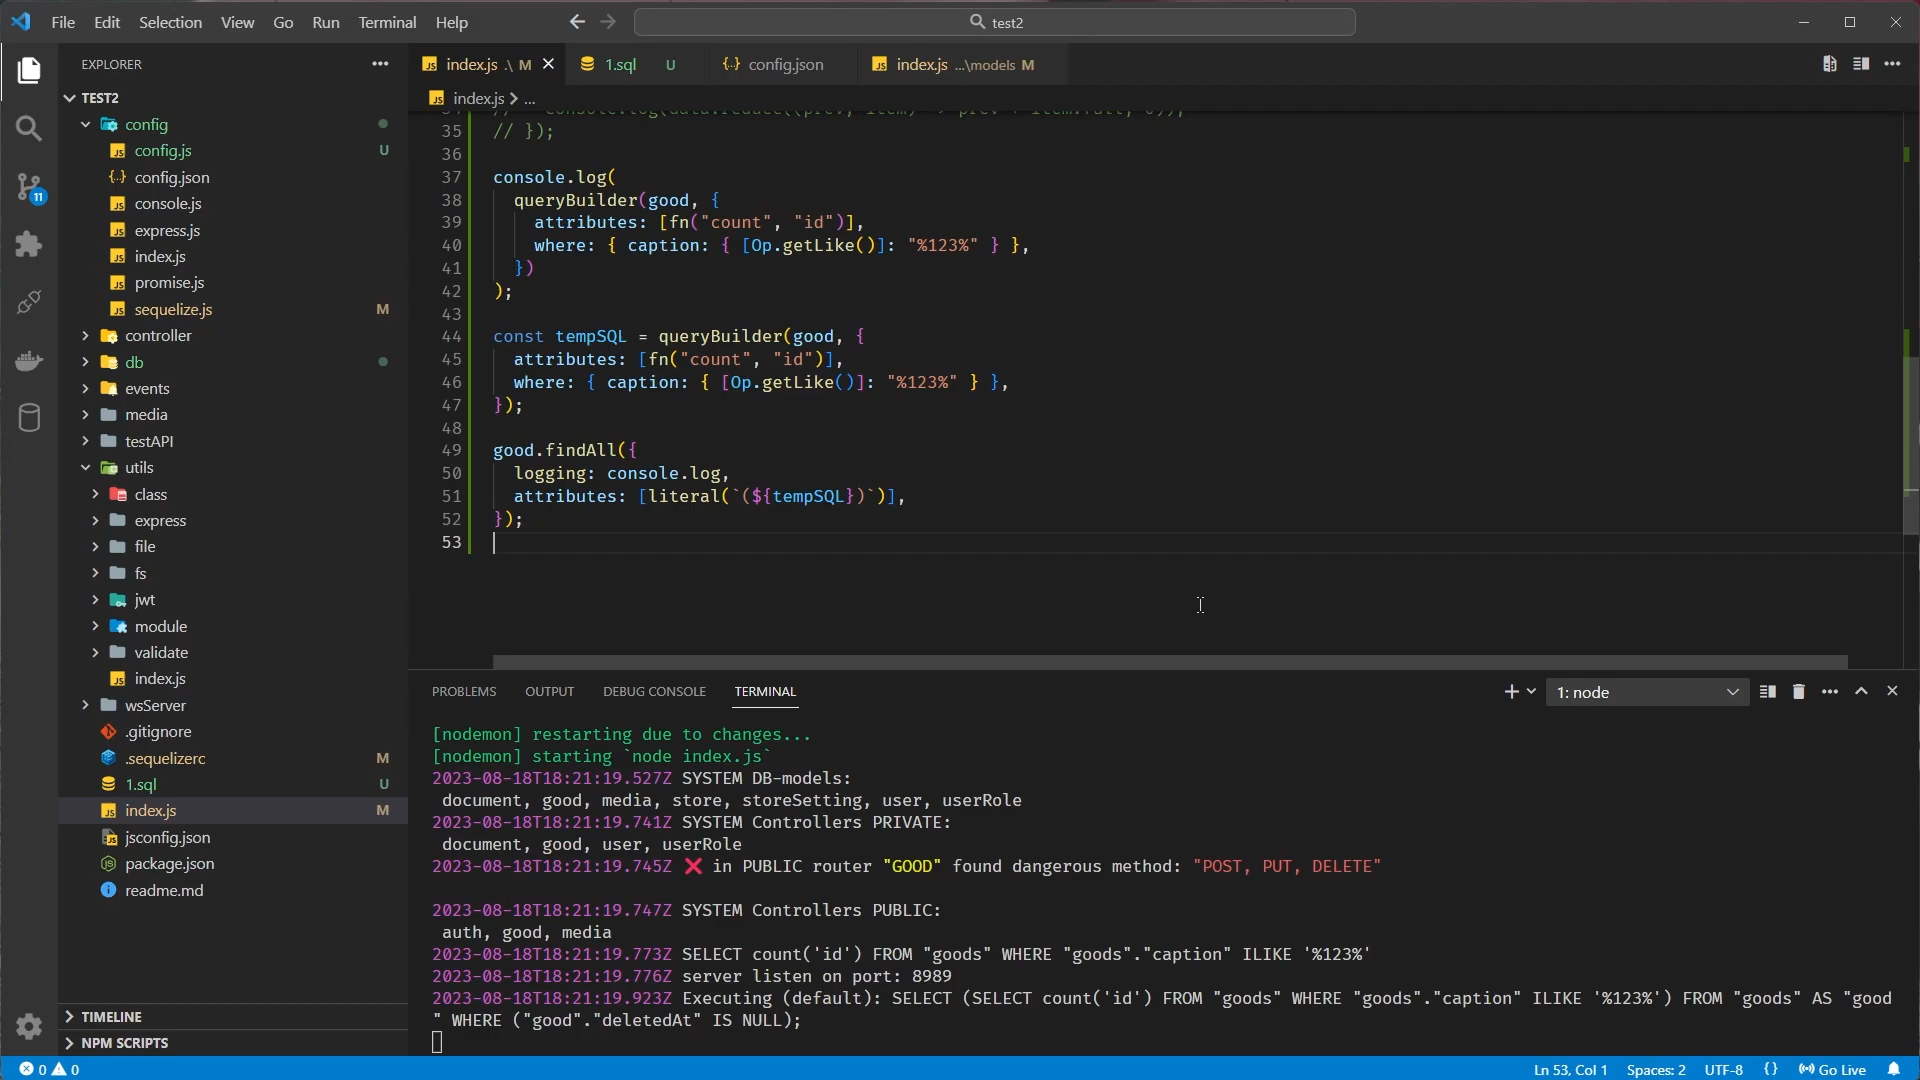 File Edit Selection View Go Run Terminal Help
test2
EXPLORER
TEST2
config
config.js U
config.json
console.js
express.js
index.js
promise.js
sequelize.js M
controller
db
events
media
testAPI
utils
class
express
file
fs
jwt
module
validate
index.js
wsServer
.gitignore
.sequelizerc M
1.sql U
index.js M
jsconfig.json
package.json
readme.md
TIMELINE
NPM SCRIPTS
index.js .\ M
1.sql U
config.json
index.js ...\models M
index.js > ...
35 // });
36
37 console.log(
38 queryBuilder(good, {
39 attributes: [fn("count", "id")],
40 where: { caption: { [Op.getLike()]: "%123%" } },
41 })
42 );
43
44 const tempSQL = queryBuilder(good, {
45 attributes: [fn("count", "id")],
46 where: { caption: { [Op.getLike()]: "%123%" } },
47 });
48
49 good.findAll({
50 logging: console.log,
51 attributes: [literal(`(${tempSQL})`)],
52 });
53
PROBLEMS OUTPUT DEBUG CONSOLE TERMINAL
1: node
[nodemon] restarting due to changes...
[nodemon] starting `node index.js`
2023-08-18T18:21:19.527Z SYSTEM DB-models:
document, good, media, store, storeSetting, user, userRole
2023-08-18T18:21:19.741Z SYSTEM Controllers PRIVATE:
document, good, user, userRole
2023-08-18T18:21:19.745Z ❌ in PUBLIC router "GOOD" found dangerous method: "POST, PUT, DELETE"
2023-08-18T18:21:19.747Z SYSTEM Controllers PUBLIC:
auth, good, media
2023-08-18T18:21:19.773Z SELECT count('id') FROM "goods" WHERE "goods"."caption" ILIKE '%123%'
2023-08-18T18:21:19.776Z server listen on port: 8989
2023-08-18T18:21:19.923Z Executing (default): SELECT (SELECT count('id') FROM "goods" WHERE "goods"."caption" ILIKE '%123%') FROM "goods" AS "good
" WHERE ("good"."deletedAt" IS NULL);
11
0 0
Ln 53, Col 1 Spaces: 2 UTF-8 {} Go Live